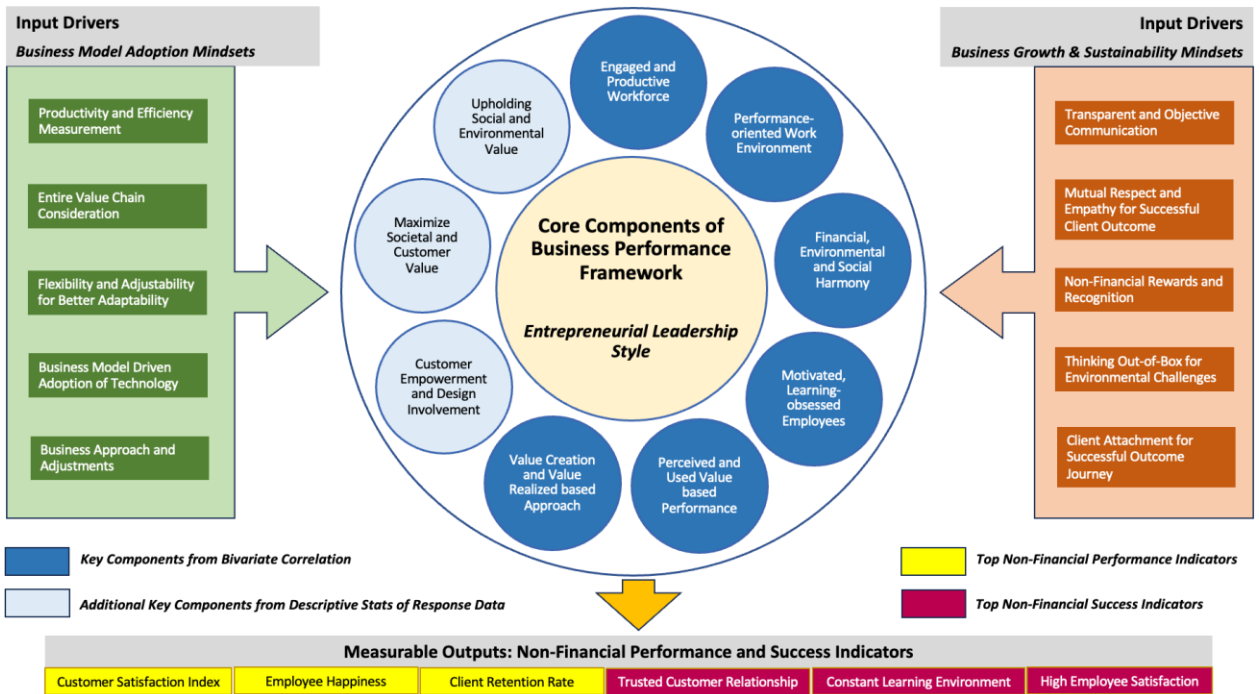 Input Drivers
Business Model Adoption Mindsets
Productivity and Efficiency
Measurement
Entire Value Chain
Consideration
Flexibility and Adjustability
for Better Adaptability
Business Model Driven
Adoption of Technology
Business Approach and
Adjustments
Engaged and
Productive
Workforce
Performance-
oriented Work
Environment
Financial,
Environmental
and Social
Harmony
Motivated,
Learning-
obsessed
Employees
Perceived and
Used Value
based
Performance
Value Creation
and Value
Realized based
Approach
Customer
Empowerment
and Design
Involvement
Maximize
Societal and
Customer
Value
Upholding
Social and
Environmental
Value
Core Components of
Business Performance
Framework
Entrepreneurial Leadership
Style
Input Drivers
Business Growth & Sustainability Mindsets
Transparent and Objective
Communication
Mutual Respect and
Empathy for Successful
Client Outcome
Non-Financial Rewards and
Recognition
Thinking Out-of-Box for
Environmental Challenges
Client Attachment for
Successful Outcome
Journey
Key Components from Bivariate Correlation
Additional Key Components from Descriptive Stats of Response Data
Top Non-Financial Performance Indicators
Top Non-Financial Success Indicators
Measurable Outputs: Non-Financial Performance and Success Indicators
Customer Satisfaction Index
Employee Happiness
Client Retention Rate
Trusted Customer Relationship
Constant Learning Environment
High Employee Satisfaction